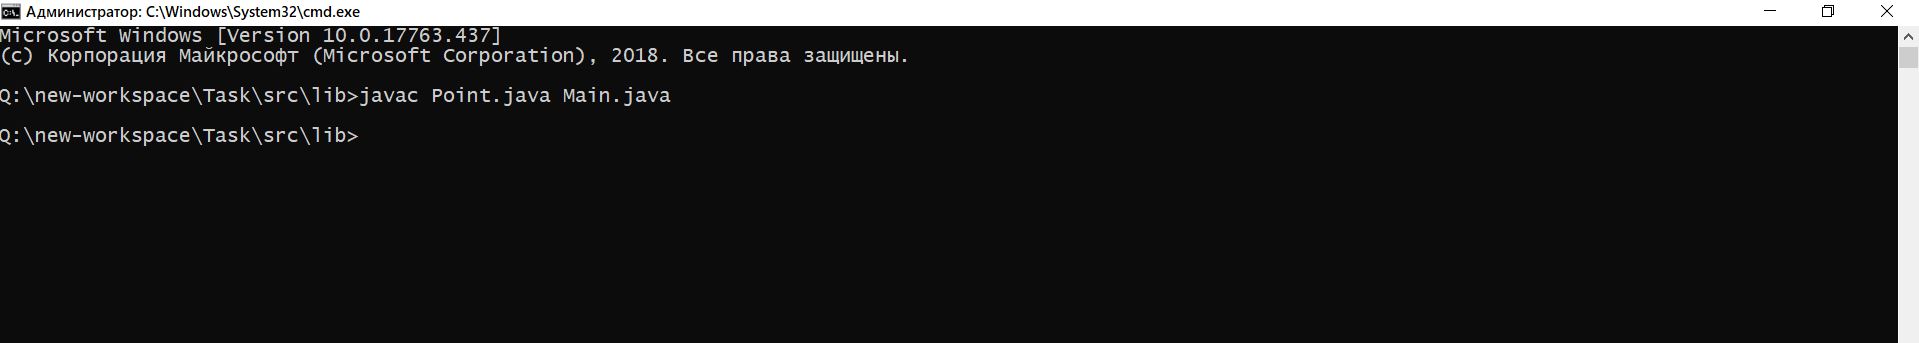 Администратор: C:\Windows\System32\cmd.exe
Microsoft Windows [Version 10.0.17763.437]
(c) Корпорация Майкрософт (Microsoft Corporation), 2018. Все права защищены.
Q:\new-workspace\Task\src\lib>javac Point.java Main.java
Q:\new-workspace\Task\src\lib>